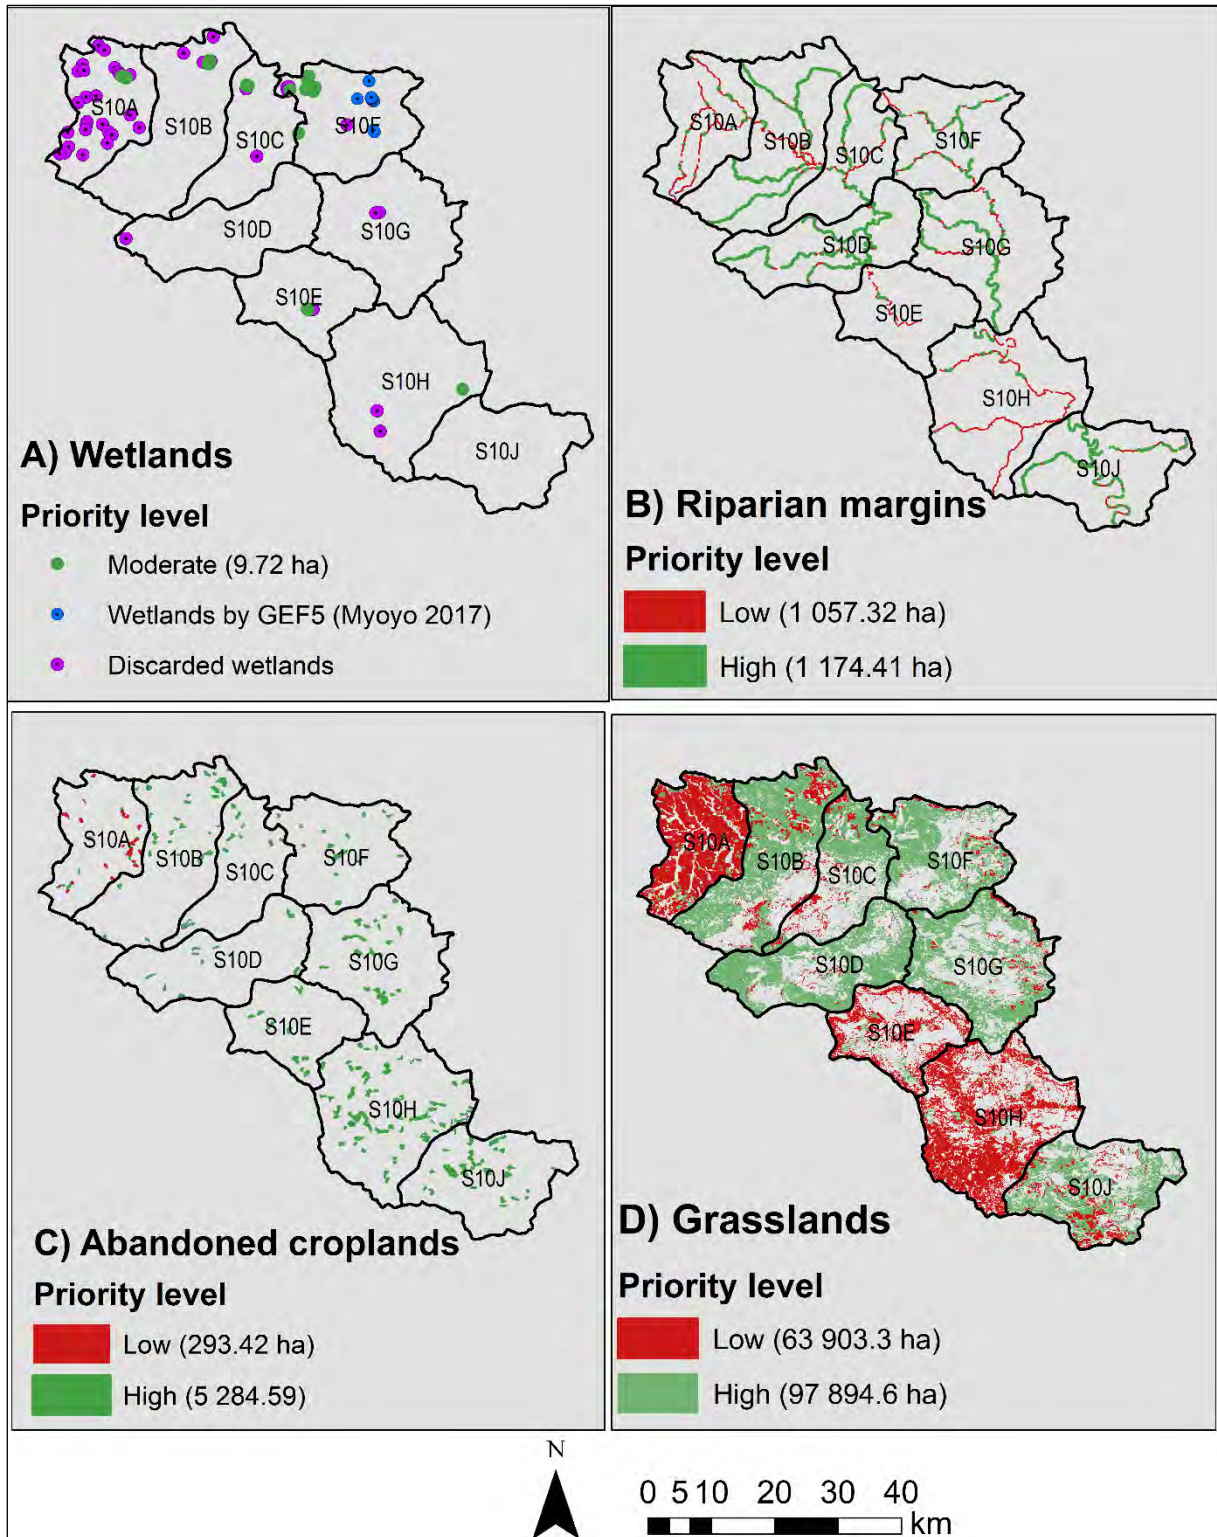 S10A
S10B
S10C
S10F
S10D
S10G
S10E
S10H
S10J
A) Wetlands
Priority level
Moderate (9.72 ha)
Wetlands by GEF5 (Myoyo 2017)
Discarded wetlands
S10A
S10B
S10C
S10F
S10D
S10G
S10E
S10H
S10J
B) Riparian margins
Priority level
Low (1 057.32 ha)
High (1 174.41 ha)
S10A
S10B
S10C
S10F
S10D
S10G
S10E
S10H
S10J
C) Abandoned croplands
Priority level
Low (293.42 ha)
High (5 284.59)
S10A
S10B
S10C
S10F
S10D
S10G
S10E
S10H
S10J
D) Grasslands
Priority level
Low (63 903.3 ha)
High (97 894.6 ha)
N
0 5 10 20 30 40
km